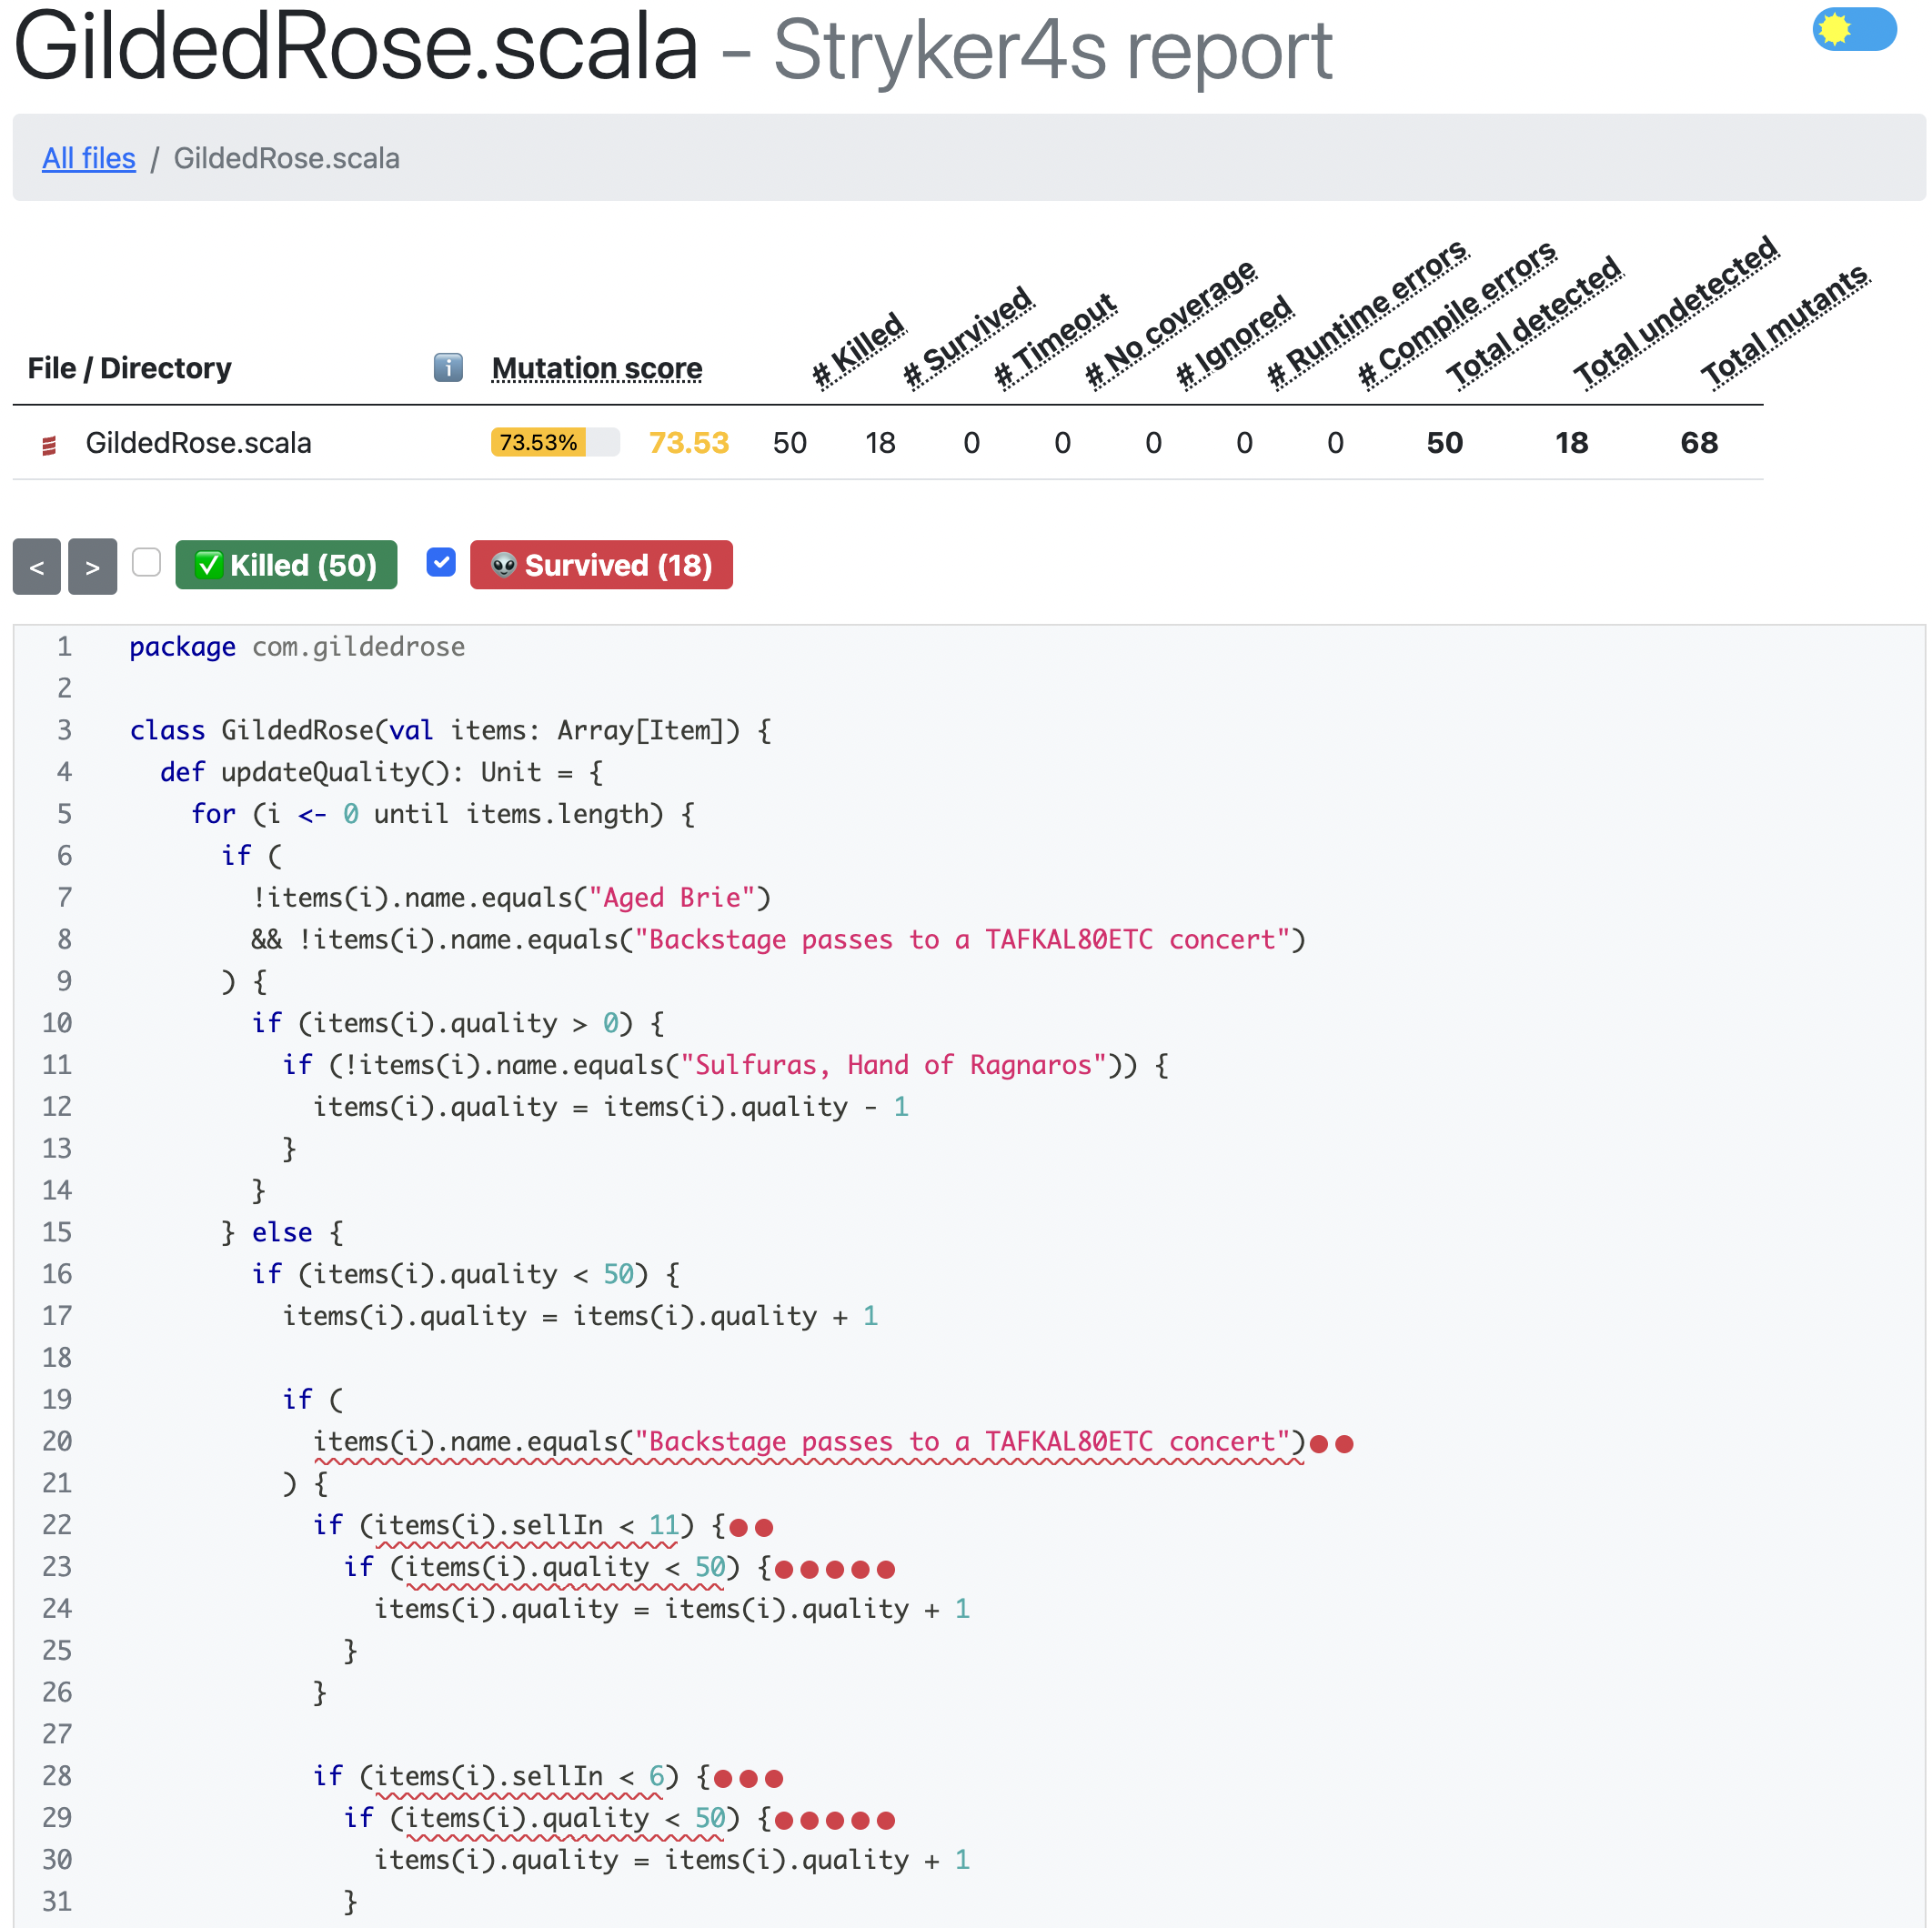 GildedRose.scala - Stryker4s report
All files / GildedRose.scala
File / Directory ℹ Mutation score # Killed # Survived # Timeout # No coverage # Ignored # Runtime errors # Compile errors Total detected Total undetected Total mutants
GildedRose.scala 73.53% 73.53 50 18 0 0 0 0 0 50 18 68
< > ✅ Killed (50) 👽 Survived (18)
1 package com.gildedrose
2
3 class GildedRose(val items: Array[Item]) {
4 def updateQuality(): Unit = {
5 for (i <- 0 until items.length) {
6 if (
7 !items(i).name.equals("Aged Brie")
8 && !items(i).name.equals("Backstage passes to a TAFKAL80ETC concert")
9 ) {
10 if (items(i).quality > 0) {
11 if (!items(i).name.equals("Sulfuras, Hand of Ragnaros")) {
12 items(i).quality = items(i).quality - 1
13 }
14 }
15 } else {
16 if (items(i).quality < 50) {
17 items(i).quality = items(i).quality + 1
18
19 if (
20 items(i).name.equals("Backstage passes to a TAFKAL80ETC concert")
21 ) {
22 if (items(i).sellIn < 11) {
23 if (items(i).quality < 50) {
24 items(i).quality = items(i).quality + 1
25 }
26 }
27
28 if (items(i).sellIn < 6) {
29 if (items(i).quality < 50) {
30 items(i).quality = items(i).quality + 1
31 }